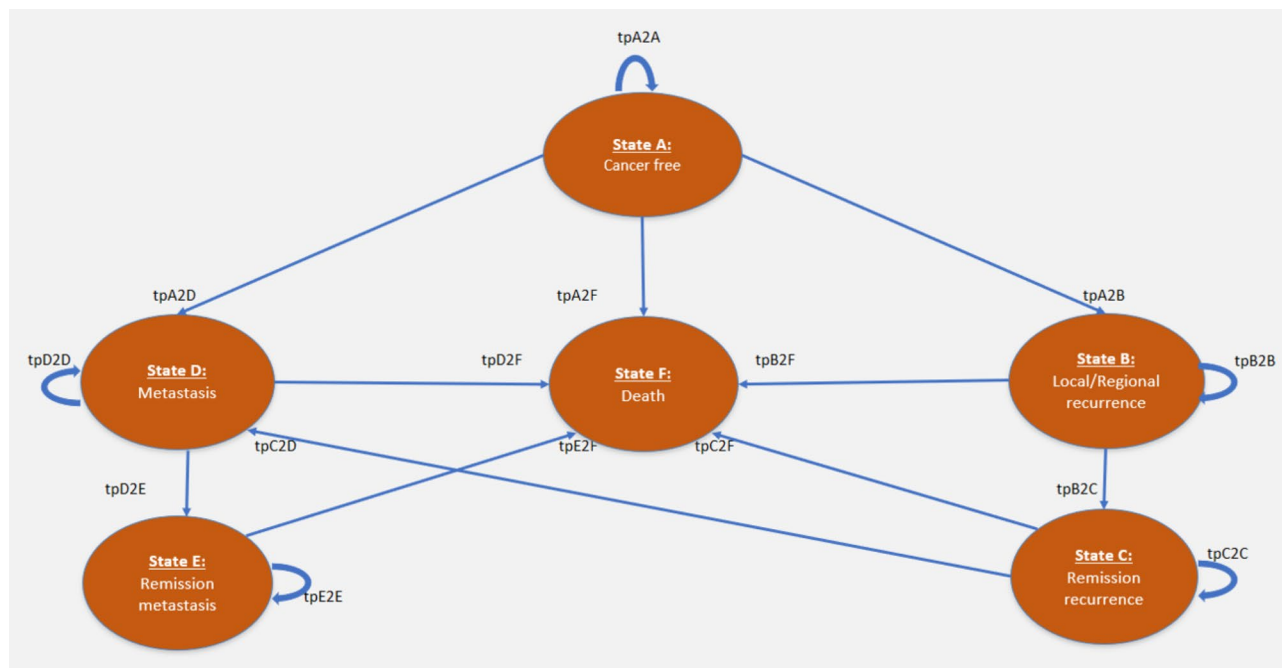 tpA2A
State A:
Cancer free
tpA2D
tpA2F
tpA2B
tpD2D
State D:
Metastasis
tpD2F
State F:
Death
tpB2F
State B:
Local/Regional
recurrence
tpB2B
tpC2D
tpE2F
tpC2F
tpD2E
tpB2C
State E:
Remission
metastasis
tpE2E
State C:
Remission
recurrence
tpC2C